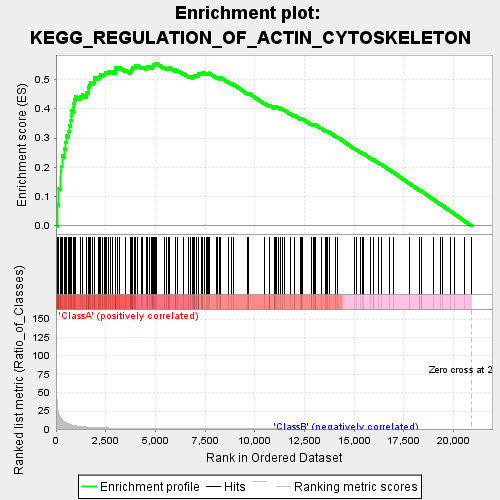 Enrichment plot:
KEGG_REGULATION_OF_ACTIN_CYTOSKELETON
Enrichment score (ES)
0.5
0.4
0.3
0.2
0.1
0.0
'ClassA' (positively correlated)
Ranked list metric (Ratio_of_Classes)
150
125
100
75
50
25
0
Zero cross at 2
'ClassB' (negatively correlated)
0
2,500
5,000
7,500
10,000
12,500
15,000
17,500
20,000
Rank in Ordered Dataset
Enrichment profile
Hits
Ranking metric scores